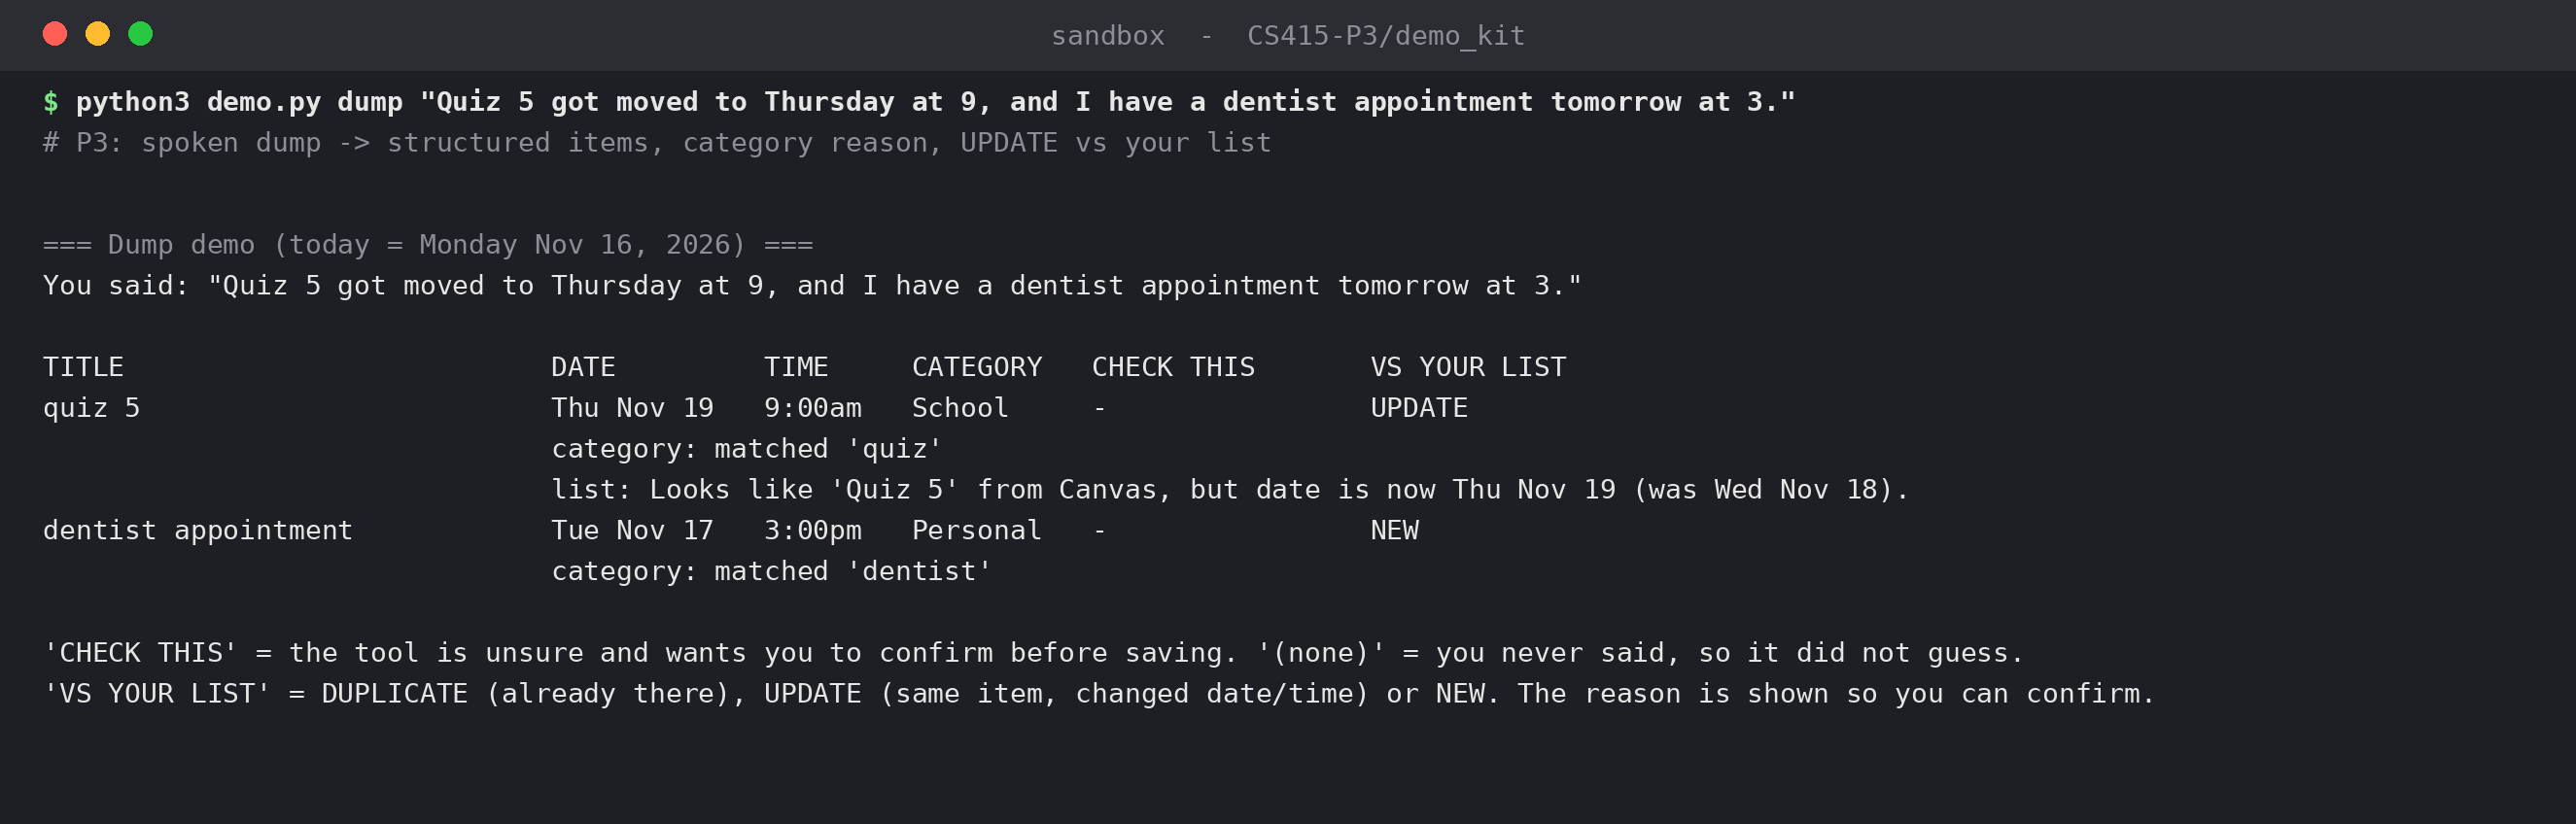 sandbox - CS415-P3/demo_kit
$ python3 demo.py dump "Quiz 5 got moved to Thursday at 9, and I have a dentist appointment tomorrow at 3."
# P3: spoken dump -> structured items, category reason, UPDATE vs your list
=== Dump demo (today = Monday Nov 16, 2026) ===
You said: "Quiz 5 got moved to Thursday at 9, and I have a dentist appointment tomorrow at 3."
TITLE DATE TIME CATEGORY CHECK THIS VS YOUR LIST
quiz 5 Thu Nov 19 9:00am School - UPDATE
category: matched 'quiz'
list: Looks like 'Quiz 5' from Canvas, but date is now Thu Nov 19 (was Wed Nov 18).
dentist appointment Tue Nov 17 3:00pm Personal - NEW
category: matched 'dentist'
'CHECK THIS' = the tool is unsure and wants you to confirm before saving. '(none)' = you never said, so it did not guess.
'VS YOUR LIST' = DUPLICATE (already there), UPDATE (same item, changed date/time) or NEW. The reason is shown so you can confirm.